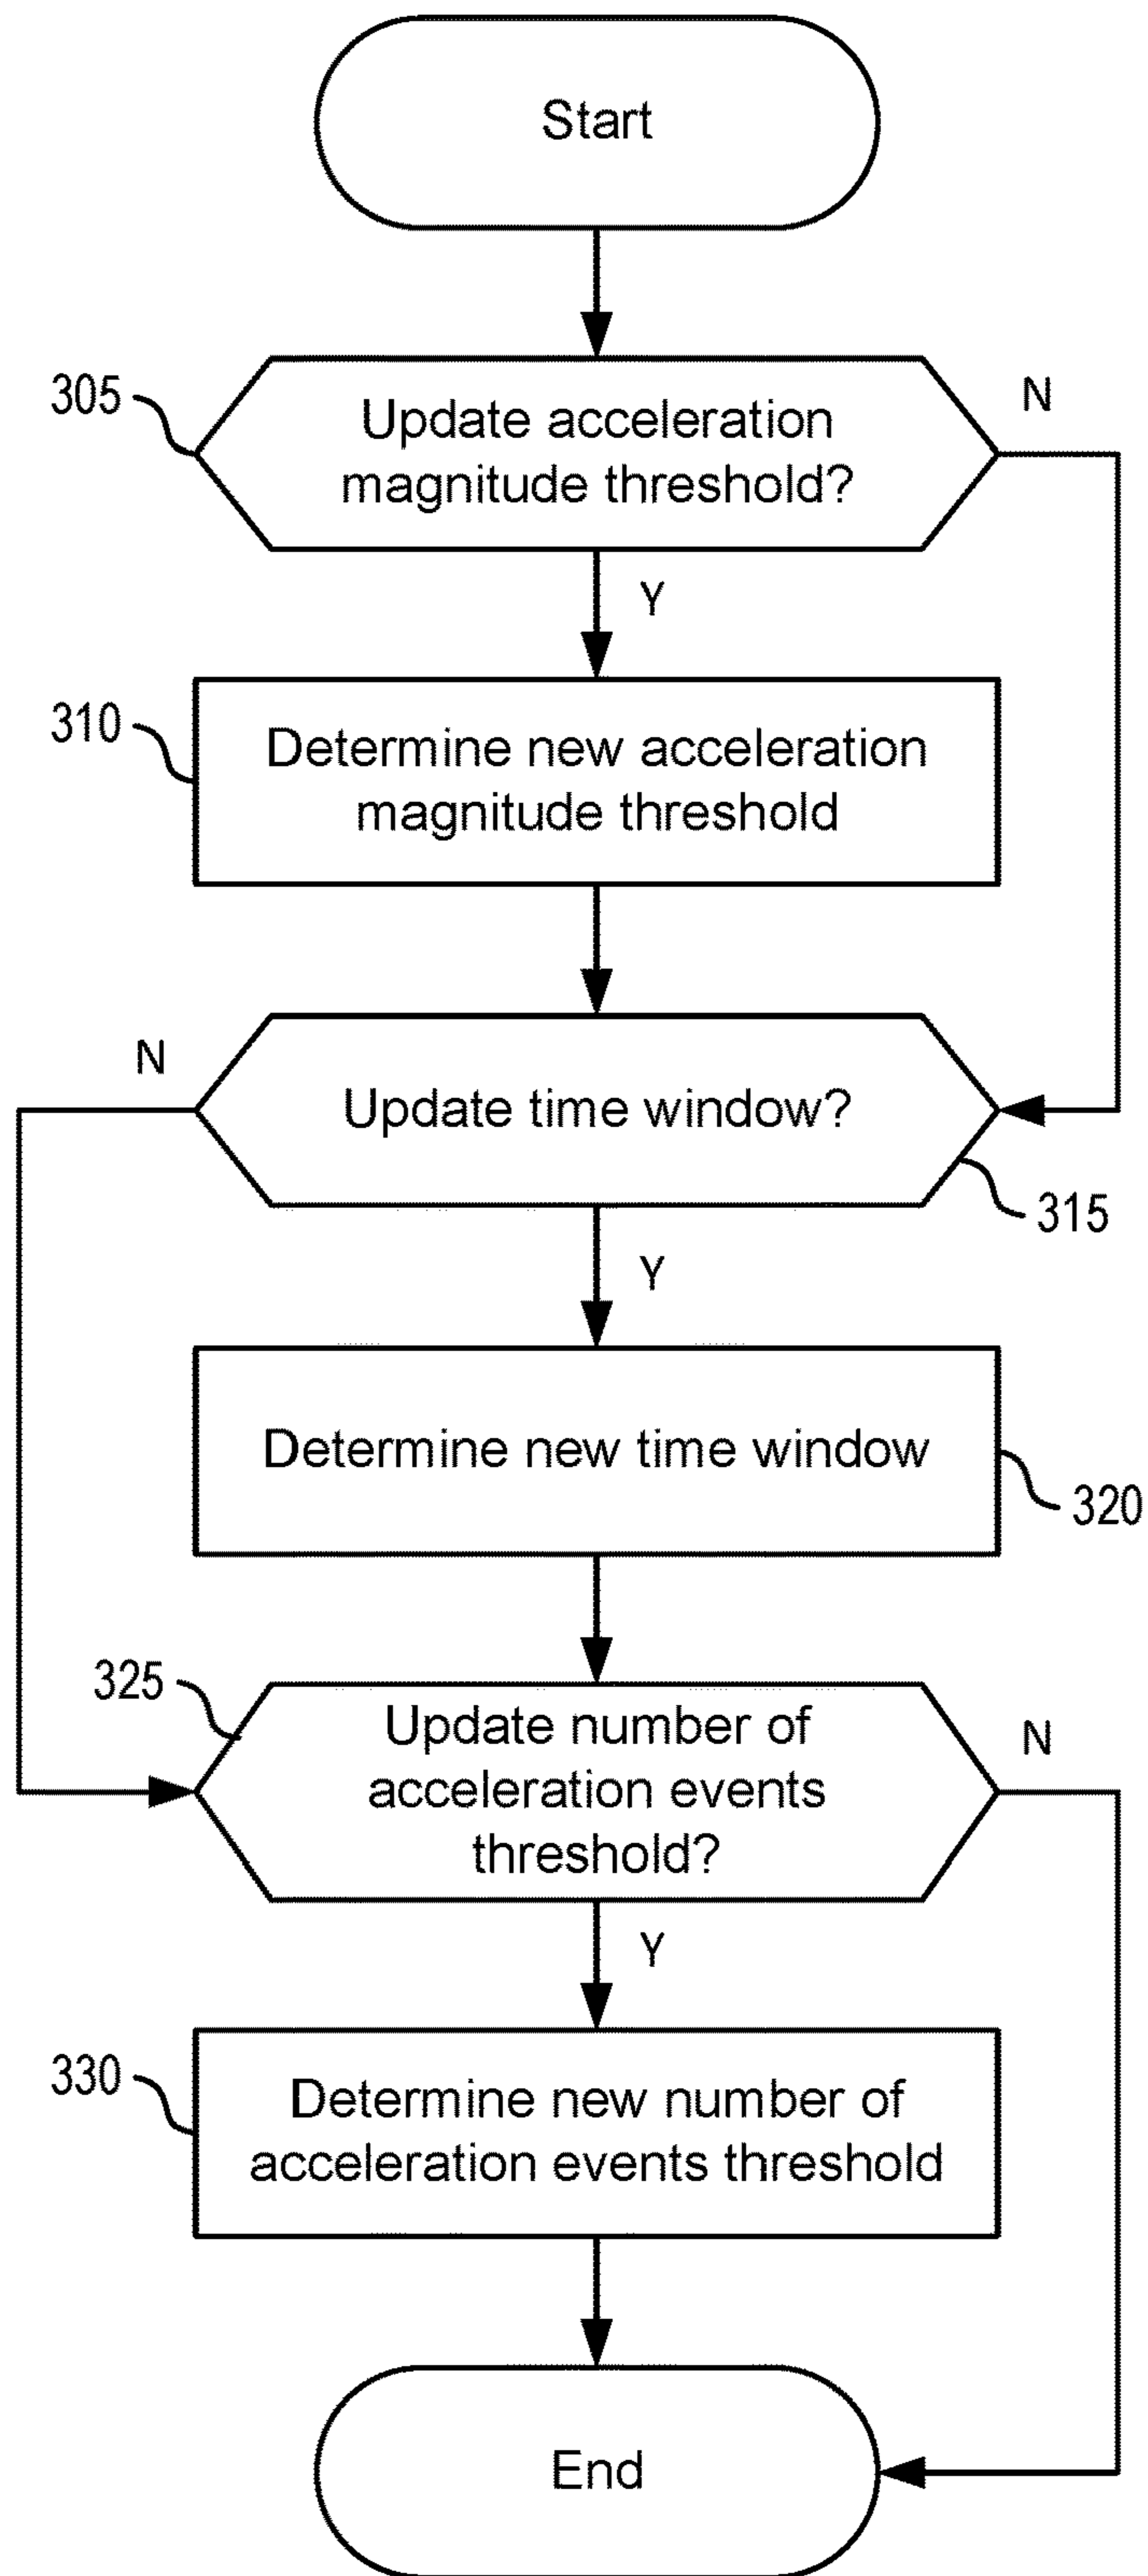 Start
305
Update acceleration
magnitude threshold?
N
Y
310
Determine new acceleration
magnitude threshold
N
Update time window?
315
Y
Determine new time window
320
325
Update number of
acceleration events
threshold?
N
Y
330
Determine new number of
acceleration events threshold
End